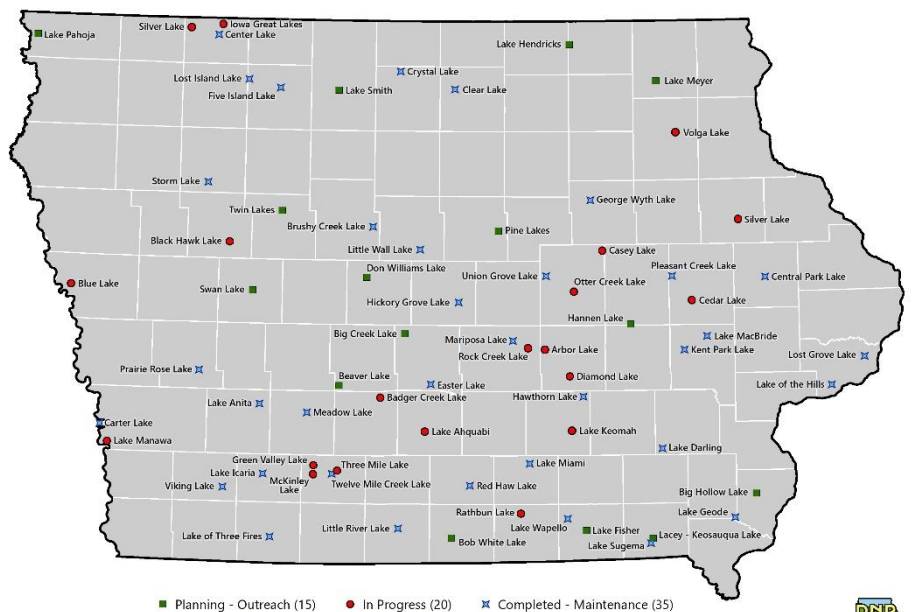 Silver Lake
Iowa Great Lakes
Center Lake
Lake Pahoja
Lake Hendricks
Lost Island Lake
Five Island Lake
Lake Smith
Crystal Lake
Clear Lake
Lake Meyer
Volga Lake
Storm Lake
Twin Lakes
Brushy Creek Lake
George Wyth Lake
Silver Lake
Black Hawk Lake
Little Wall Lake
Pine Lakes
Casey Lake
Blue Lake
Swan Lake
Don Williams Lake
Union Grove Lake
Otter Creek Lake
Pleasant Creek Lake
Central Park Lake
Hickory Grove Lake
Cedar Lake
Hannen Lake
Big Creek Lake
Mariposa Lake
Rock Creek Lake
Arbor Lake
Lake MacBride
Kent Park Lake
Lost Grove Lake
Prairie Rose Lake
Beaver Lake
Easter Lake
Diamond Lake
Lake of the Hills
Lake Anita
Badger Creek Lake
Hawthorn Lake
Meadow Lake
Carter Lake
Lake Manawa
Lake Ahquabi
Lake Keomah
Lake Darling
Green Valley Lake
Three Mile Lake
Lake Icaria
McKinley
Lake
Twelve Mile Creek Lake
Lake Miami
Viking Lake
Red Haw Lake
Big Hollow Lake
Rathbun Lake
Lake Wapello
Lake Geode
Lake of Three Fires
Little River Lake
Bob White Lake
Lake Fisher
Lacey - Keosauqua Lake
Lake Sugema
Planning - Outreach (15)
In Progress (20)
Completed - Maintenance (35)
DNR